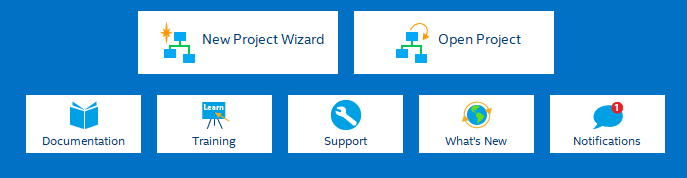 New Project Wizard
Open Project
Learn
1
Documentation
Training
Support
What's New
Notifications